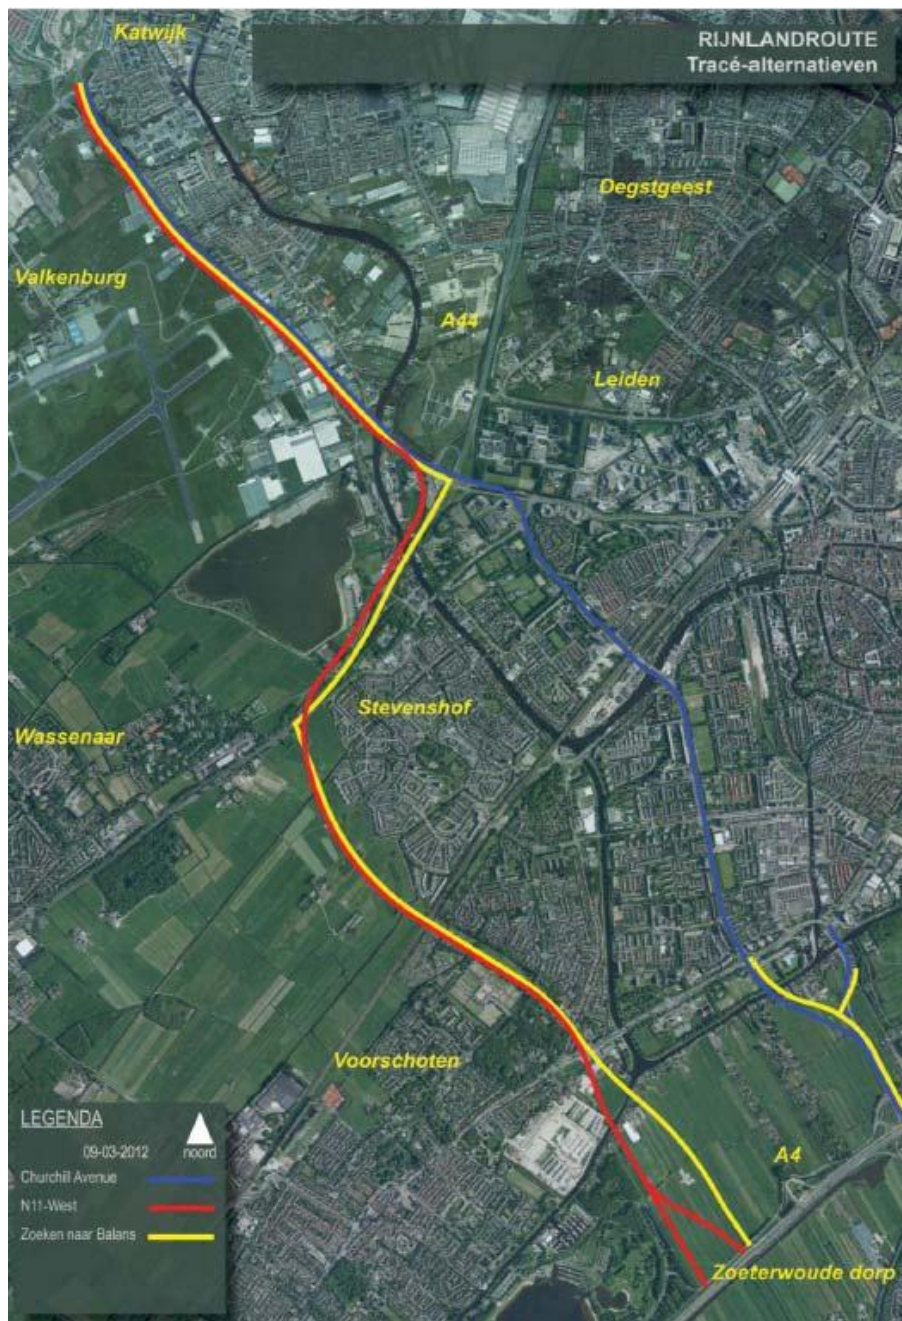 Katwijk
RIJNLANDROUTE
Tracé-alternatieven
Oegstgeest
Valkenburg
A44
Leiden
Stevenshof
Wassenaar
Voorschoten
LEGENDA
09-03-2012
noord
A4
Churchill Avenue
N11-West
Zoeken naar Balans
Zoeterwoude dorp